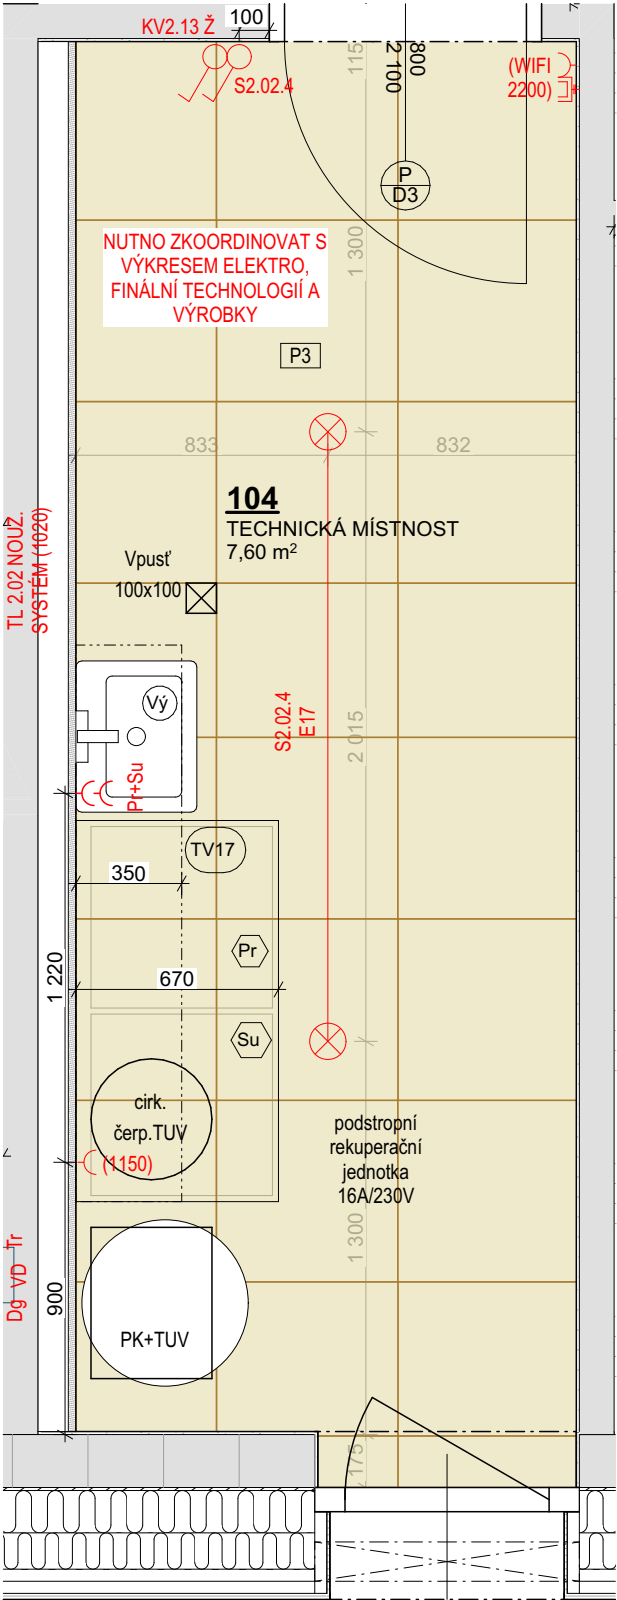 KV2.13 Ž
100
S2.02.4
115
800
2 100
(WIFI
2200)
P
D3
NUTNO ZKOORDINOVAT S
VÝKRESEM ELEKTRO,
FINÁLNÍ TECHNOLOGIÍ A
VÝROBKY
1 300
P3
833
832
104
TECHNICKÁ MÍSTNOST
7,60 m²
TL 2.02 NOUZ.
SYSTÉM (1020)
Vpusť
100x100
Vý
S2.02.4
E17
2 015
Pr+Su
TV17
350
Pr
1 220
670
Su
cirk.
čerp.TUV
(1150)
podstropní
rekuperační
jednotka
16A/230V
1 300
Dg VD Tr
900
PK+TUV
175